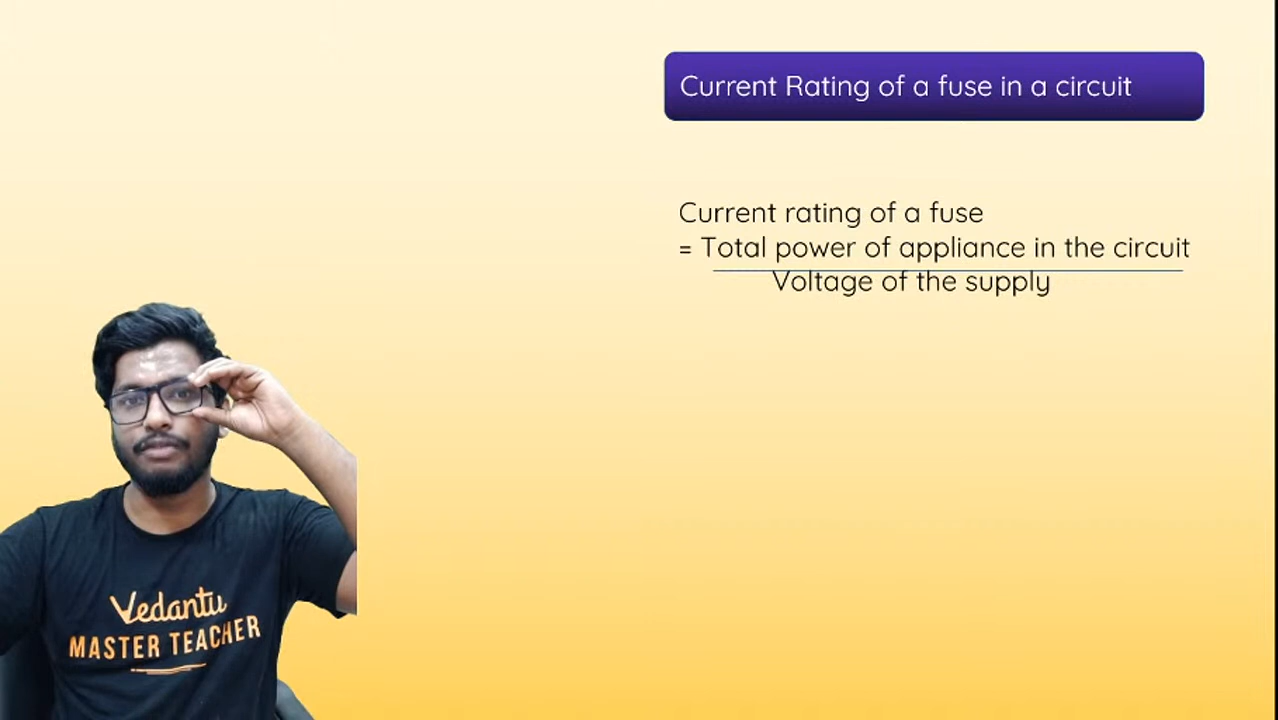 Current Rating of a fuse in a circuit
Current rating of a fuse
= Total power of appliance in the circuit
Voltage of the supply
Vedantu
MASTER TEACHER